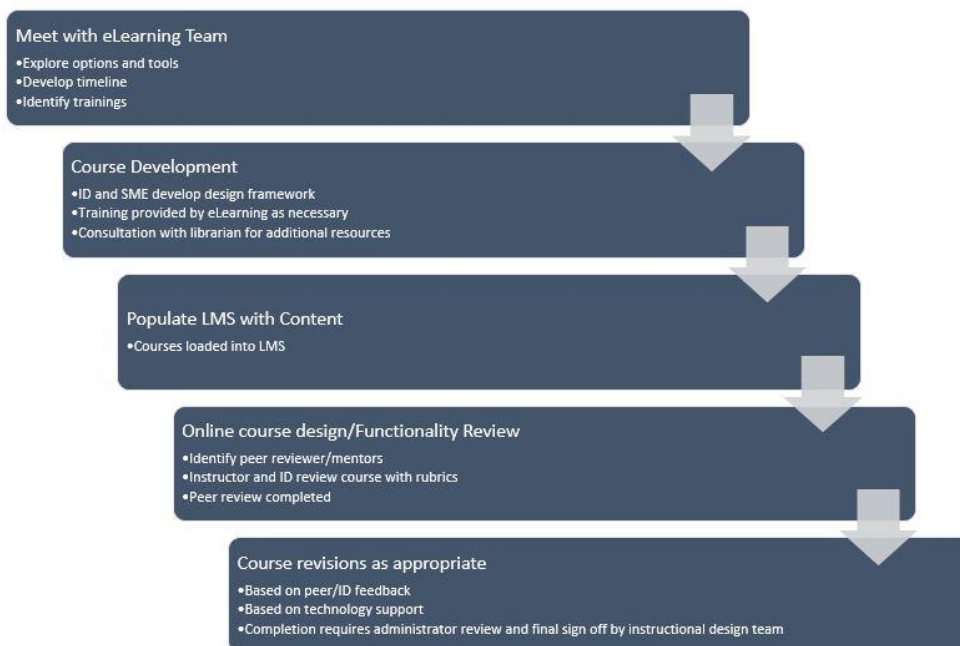 Meet with eLearning Team
•Explore options and tools
•Develop timeline
•Identify trainings
Course Development
•ID and SME develop design framework
•Training provided by eLearning as necessary
•Consultation with librarian for additional resources
Populate LMS with Content
•Courses loaded into LMS
Online course design/Functionality Review
•Identify peer reviewer/mentors
•Instructor and ID review course with rubrics
•Peer review completed
Course revisions as appropriate
•Based on peer/ID feedback
•Based on technology support
•Completion requires administrator review and final sign off by instructional design team